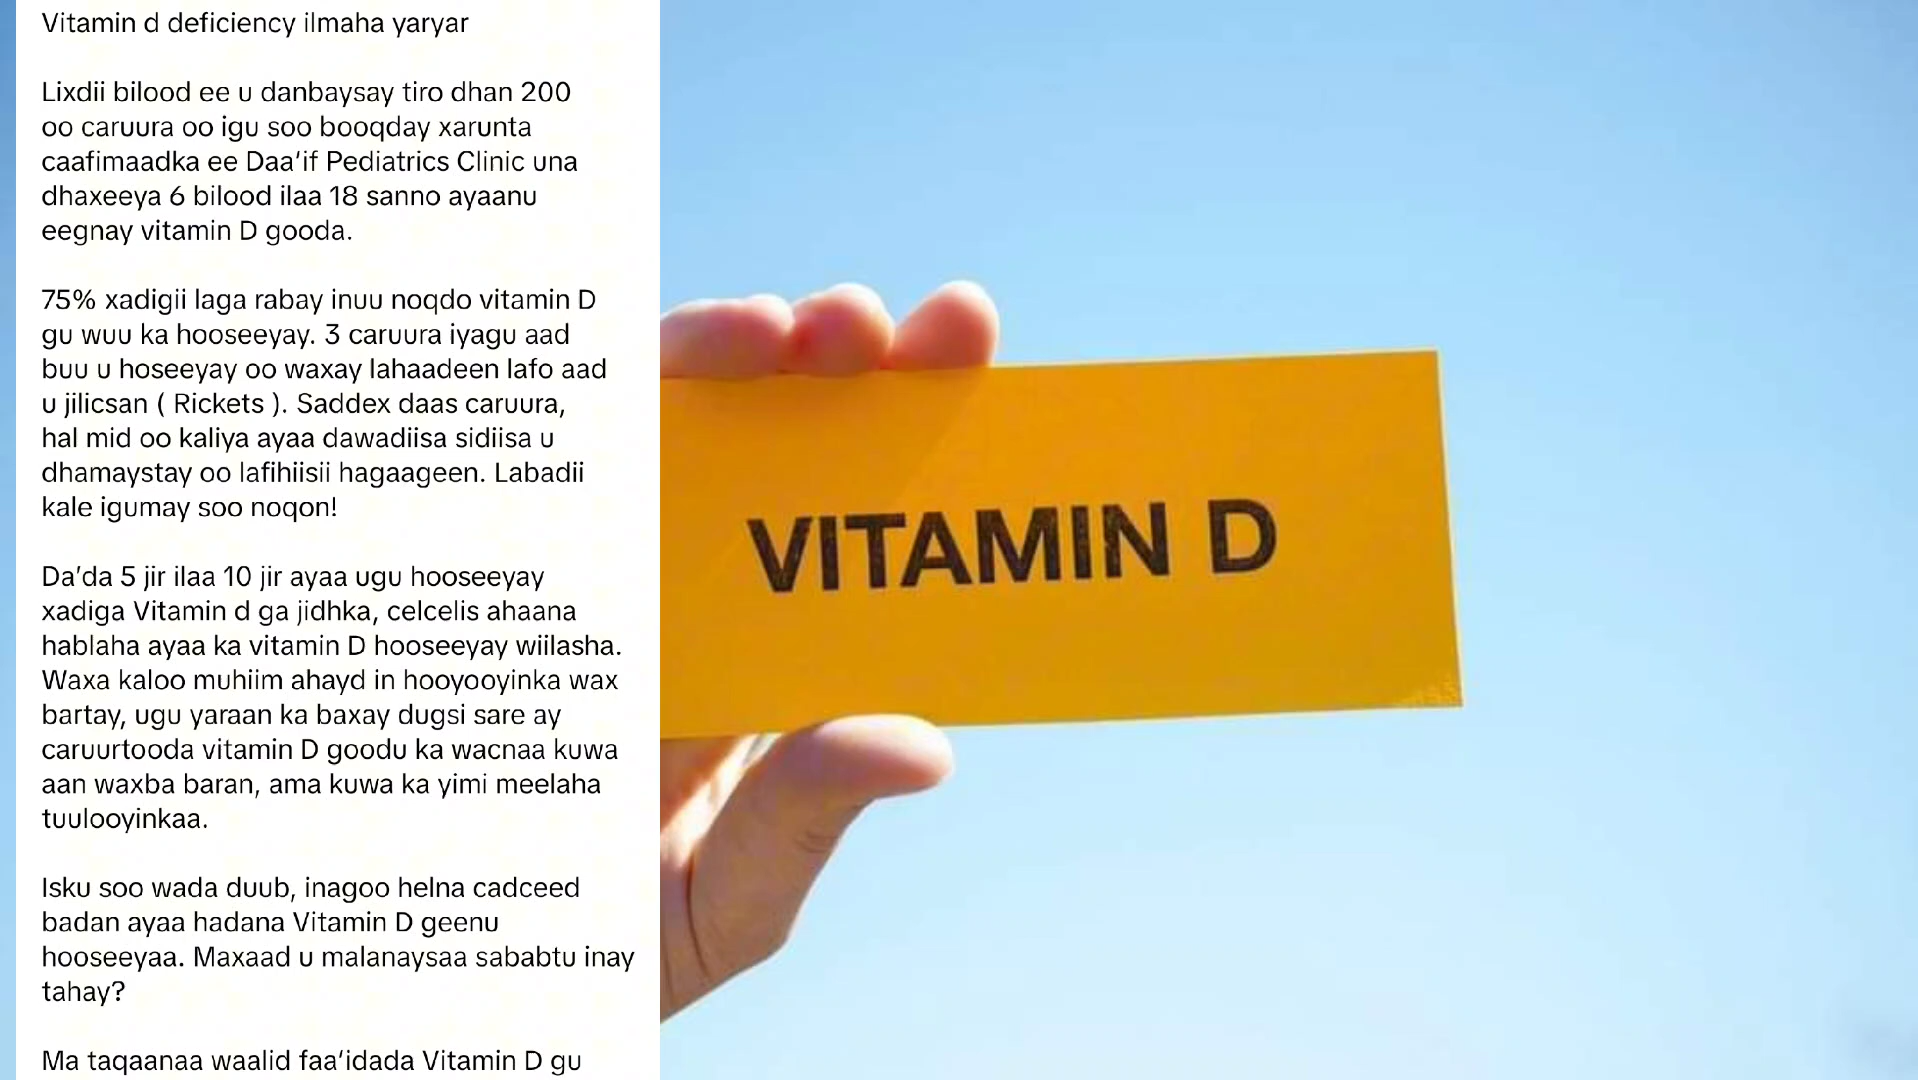 Vitamin d deficiency ilmaha yaryar
Lixdii bilood ee u danbaysay tiro dhan 200
oo caruura oo igu soo booqday xarunta
caafimaadka ee Daa'if Pediatrics Clinic una
dhaxeeya 6 bilood ilaa 18 sanno ayaanu
eegnay vitamin D gooda.
75% xadigii laga rabay inuu noqdo vitamin D
gu wuu ka hooseeyay. 3 caruura iyagu aad
buu u hoseeyay oo waxay lahaadeen lafo aad
u jilicsan ( Rickets ). Saddex daas caruura,
hal mid oo kaliya ayaa dawadiisa sidiisa u
dhamaystay oo lafihiisii hagaageen. Labadii
kale igumay soo noqon!
Da'da 5 jir ilaa 10 jir ayaa ugu hooseeyay
xadiga Vitamin d ga jidhka, celcelis ahaana
hablaha ayaa ka vitamin D hooseeyay wiilasha.
Waxa kaloo muhiim ahayd in hooyooyinka wax
bartay, ugu yaraan ka baxay dugsi sare ay
caruurtooda vitamin D goodu ka wacnaa kuwa
aan waxba baran, ama kuwa ka yimi meelaha
tuulooyinkaa.
Isku soo wada duub, inagoo helna cadceed
badan ayaa hadana Vitamin D geenu
hooseeyaa. Maxaad u malanaysaa sababtu inay
tahay?
Ma taqaanaa waalid faa'idada Vitamin D gu
VITAMIN D